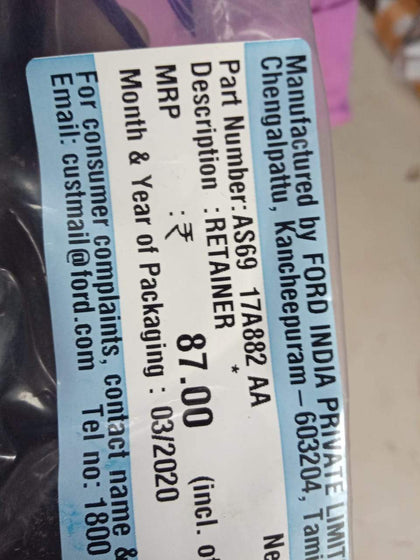 Manufactured by FORD INDIA PRIVATE LIMI
Chengalpattu, Kancheepuram – 603204, Tami
Part Number: AS69 17A882 AA
*
Description : RETAINER Ne
MRP : ₹ 87.00 (incl. of
Month & Year of Packaging : 03/2020
For consumer complaints, contact name &
Email: custmail@ford.com Tel no: 1800